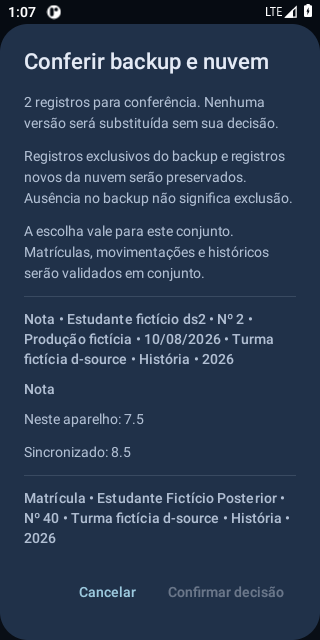 1:07
LTE
Conferir backup e nuvem
2 registros para conferência. Nenhuma
versão será substituída sem sua decisão.
Registros exclusivos do backup e registros
novos da nuvem serão preservados.
Ausência no backup não significa exclusão.
A escolha vale para este conjunto.
Matrículas, movimentações e históricos
serão validados em conjunto.
Nota • Estudante fictício ds2 • Nº 2 •
Produção fictícia • 10/08/2026 • Turma
fictícia d-source • História • 2026
Nota
Neste aparelho: 7.5
Sincronizado: 8.5
Matrícula • Estudante Fictício Posterior •
Nº 40 • Turma fictícia d-source • História •
2026
Cancelar
Confirmar decisão